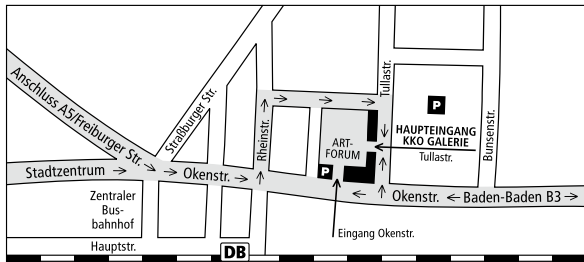 Anschluss A5/Freiburger Str.
Straßburger Str.
Rheinstr.
Tullastr.
Bunsenstr.
P
HAUPTEINGANG
KKO GALERIE
Tullastr.
ART-
FORUM
P
Stadtzentrum
Okenstr.
Okenstr.
Baden-Baden B3
Zentraler
Bus-
bahnhof
Hauptstr.
Eingang Okenstr.
DB